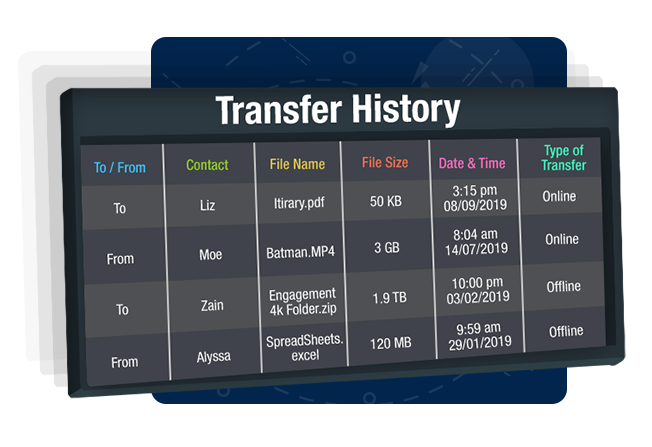 Transfer History
To / From Contact File Name File Size Date & Time Type of Transfer
To Liz Itirary.pdf 50 KB 3:15 pm 08/09/2019 Online
From Moe Batman.MP4 3 GB 8:04 am 14/07/2019 Online
To Zain Engagement 4k Folder.zip 1.9 TB 10:00 pm 03/02/2019 Offline
From Alyssa SpreadSheets. excel 120 MB 9:59 am 29/01/2019 Offline